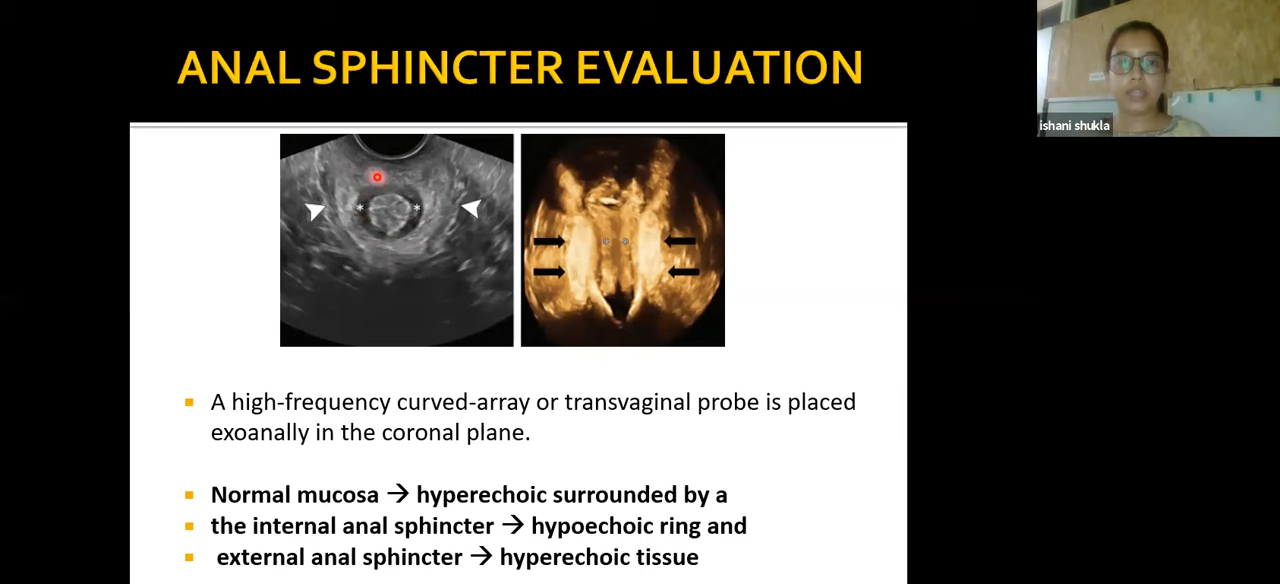 ANAL SPHINCTER EVALUATION
ishani shukla
* *
* *
▪ A high-frequency curved-array or transvaginal probe is placed
exoanally in the coronal plane.
▪ Normal mucosa → hyperechoic surrounded by a
▪ the internal anal sphincter → hypoechoic ring and
▪ external anal sphincter → hyperechoic tissue